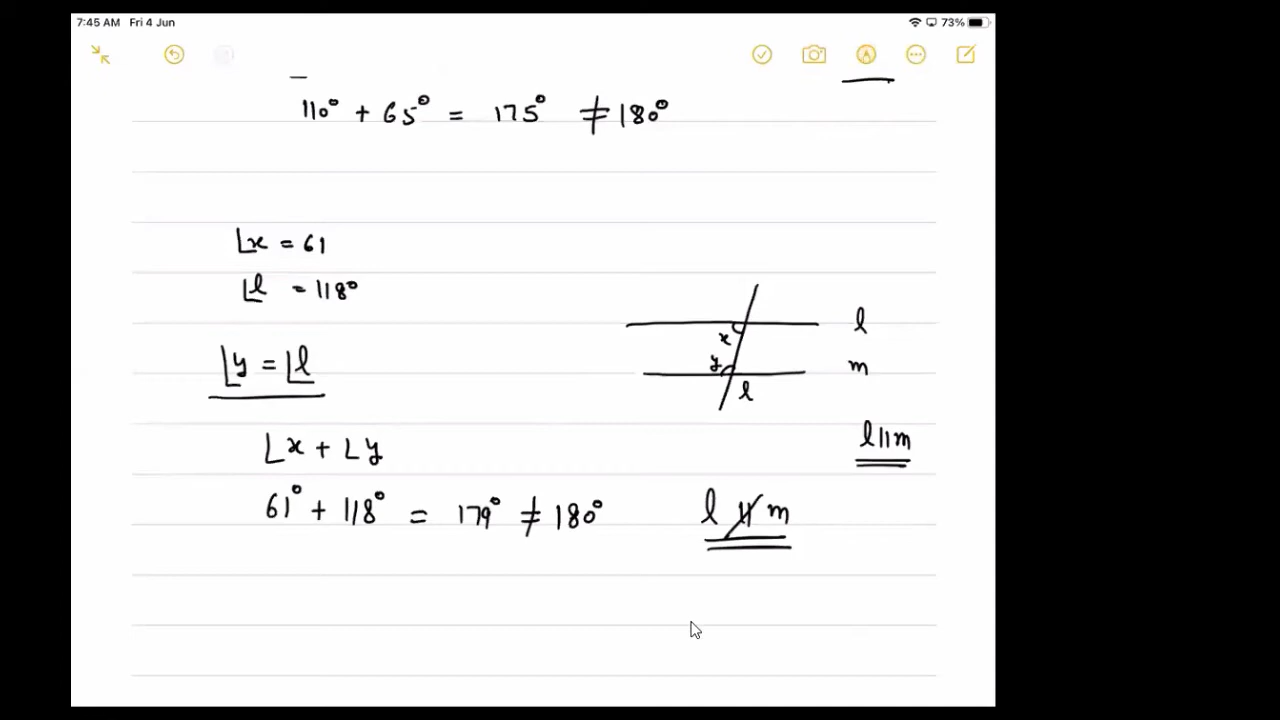 7:45 AM Fri 4 Jun 73%
110° + 65° = 175° ≠ 180°
∠x = 61
∠l = 118°
x l
∠y = ∠l
y m
l
∠x + ∠y
l || m
61° + 118° = 179° ≠ 180° l ∦ m